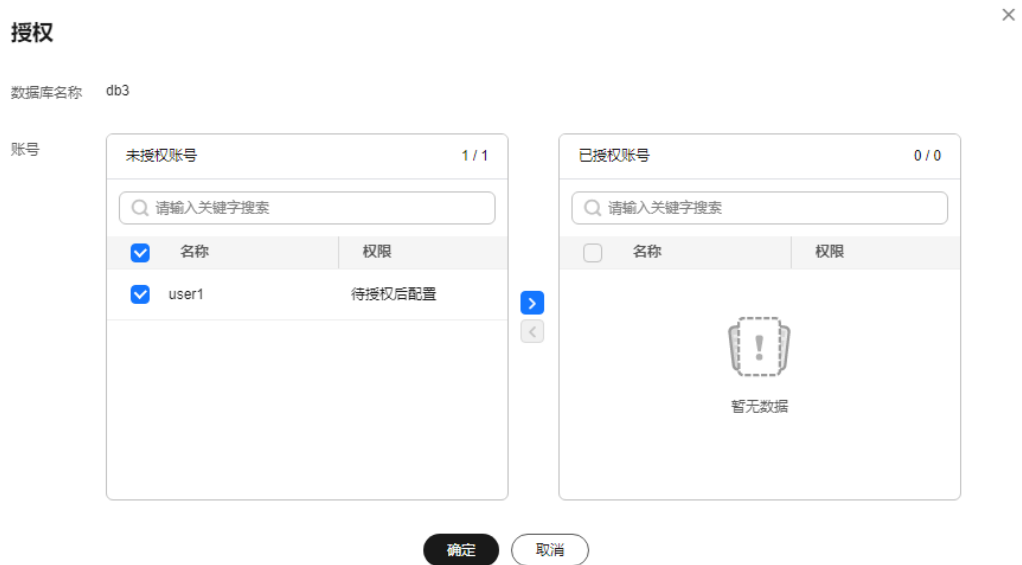 授权
数据库名称 db3
账号
未授权账号 1 / 1
请输入关键字搜索
名称 权限
user1 待授权后配置
已授权账号 0 / 0
请输入关键字搜索
名称 权限
暂无数据
确定 取消